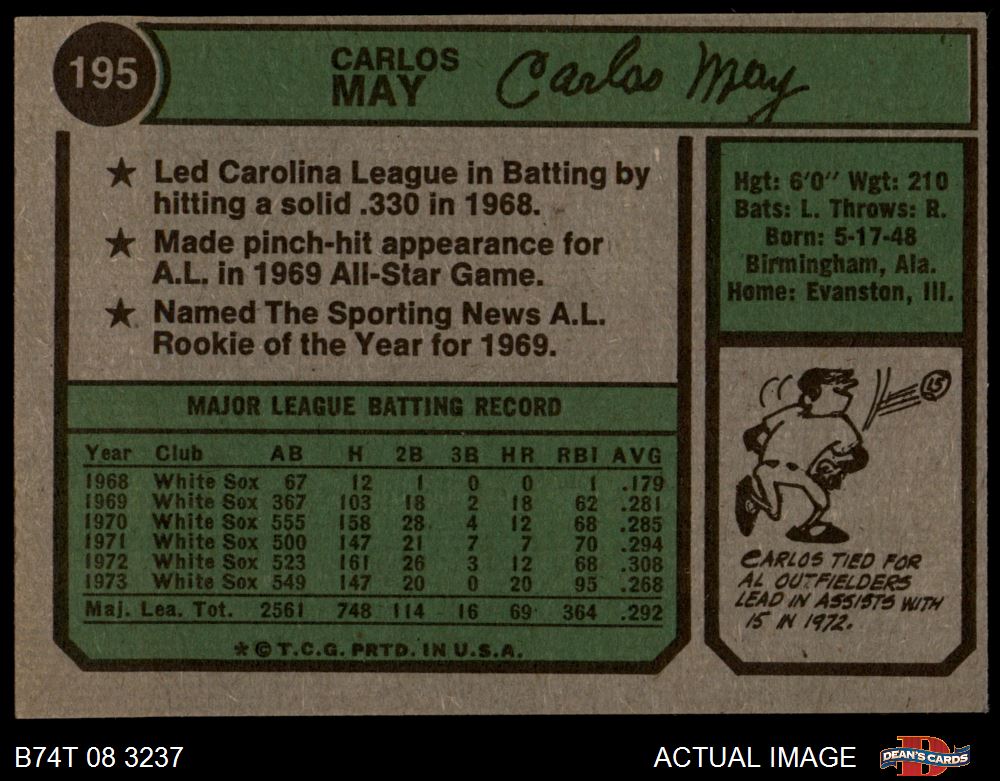 195
CARLOS
MAY
Carlos May
★ Led Carolina League in Batting by
hitting a solid .330 in 1968.
★ Made pinch-hit appearance for
A.L. in 1969 All-Star Game.
★ Named The Sporting News A.L.
Rookie of the Year for 1969.
MAJOR LEAGUE BATTING RECORD
Year Club AB H 2B 3B HR RBI AVG
1968 White Sox 67 12 1 0 0 1 .179
1969 White Sox 367 103 18 2 18 62 .281
1970 White Sox 555 158 28 4 12 68 .285
1971 White Sox 500 147 21 7 7 70 .294
1972 White Sox 523 161 26 3 12 68 .308
1973 White Sox 549 147 20 0 20 95 .268
Maj. Lea. Tot. 2561 748 114 16 69 364 .292
* © T.C.G. PRTD. IN U.S.A.
Hgt: 6'0" Wgt: 210
Bats: L. Throws: R.
Born: 5-17-48
Birmingham, Ala.
Home: Evanston, Ill.
15
CARLOS TIED FOR
AL OUTFIELDERS
LEAD IN ASSISTS WITH
15 IN 1972.
B74T 08 3237
ACTUAL IMAGE
DEAN'S CARDS